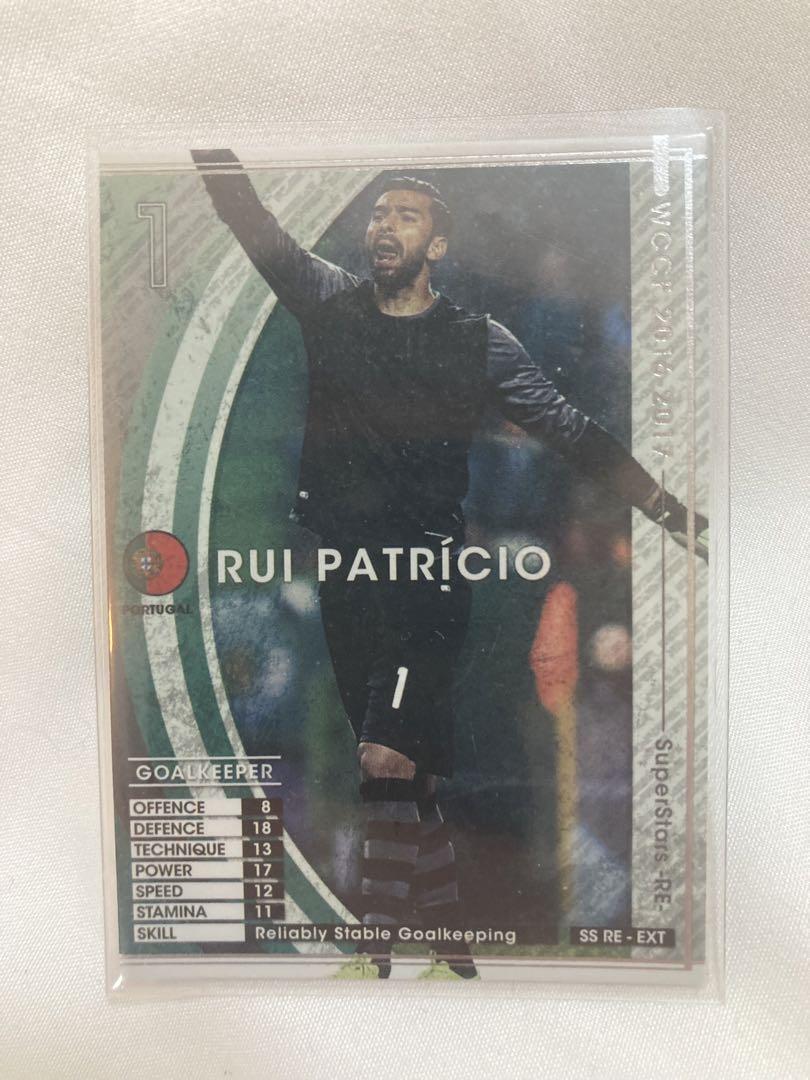 1
WCCF 2016-2017
RUI PATRÍCIO
PORTUGAL
1
SuperStars -RE-
GOALKEEPER
OFFENCE 8
DEFENCE 18
TECHNIQUE 13
POWER 17
SPEED 12
STAMINA 11
SKILL Reliably Stable Goalkeeping SS RE - EXT